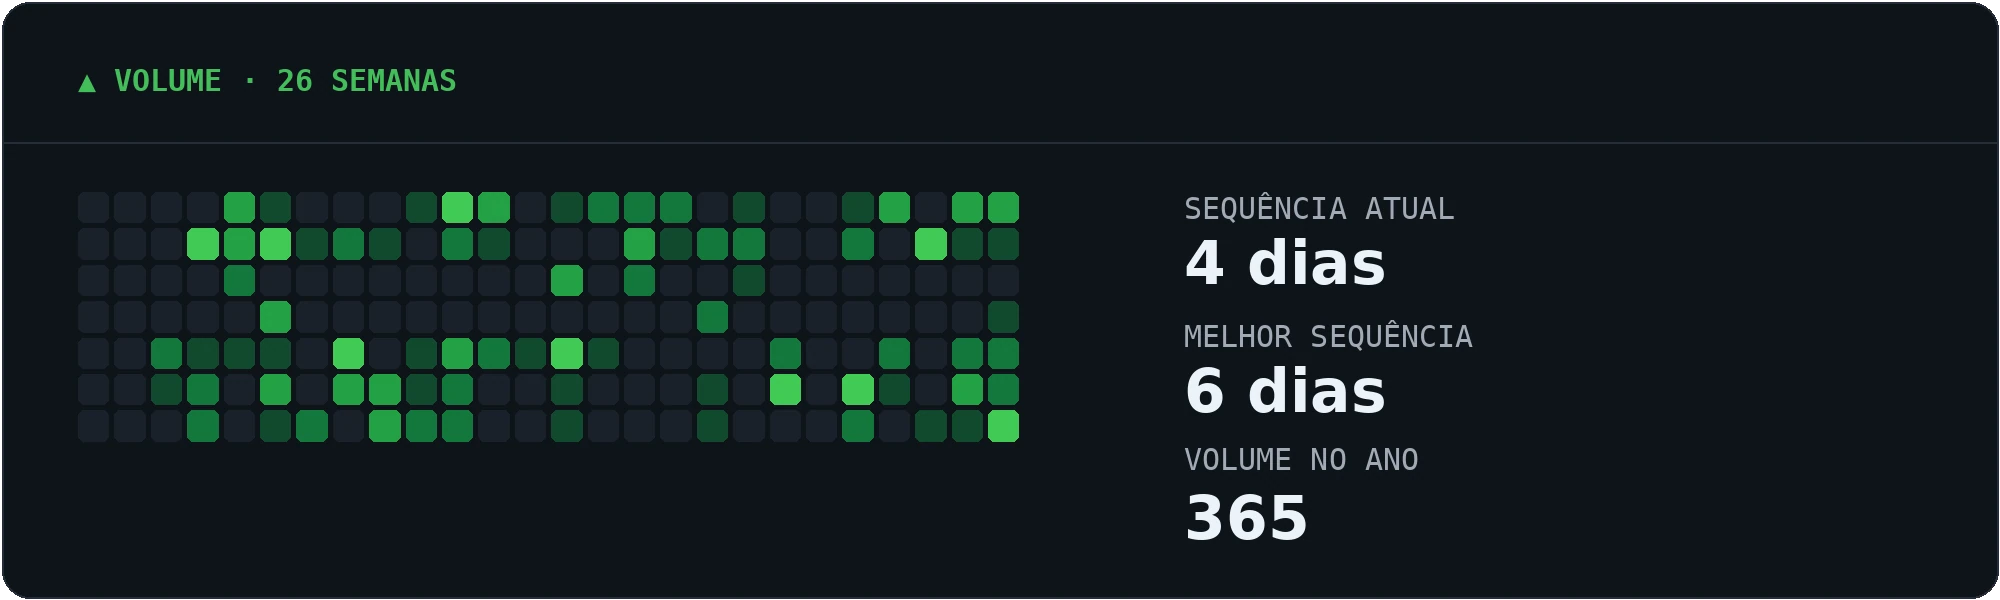 ▲ VOLUME · 26 SEMANAS
SEQUÊNCIA ATUAL
4 dias
MELHOR SEQUÊNCIA
6 dias
VOLUME NO ANO
365